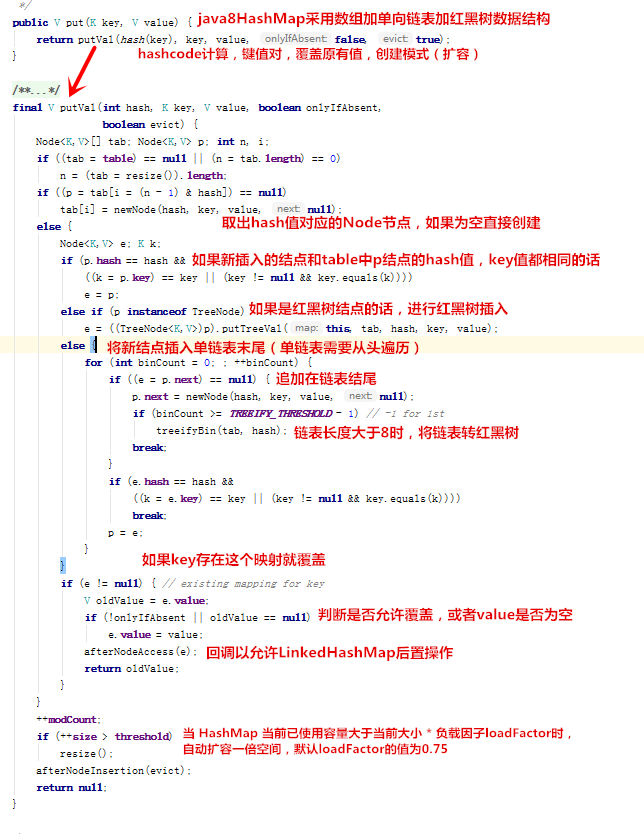 */
java8HashMap采用数组加单向链表加红黑树数据结构
public V put(K key, V value) {
return putVal(hash(key), key, value, onlyIfAbsent: false, evict: true);
}
hashcode计算，键值对，覆盖原有值，创建模式（扩容）
/**...*/
final V putVal(int hash, K key, V value, boolean onlyIfAbsent,
boolean evict) {
Node<K,V>[] tab; Node<K,V> p; int n, i;
if ((tab = table) == null || (n = tab.length) == 0)
n = (tab = resize()).length;
if ((p = tab[i = (n - 1) & hash]) == null)
tab[i] = newNode(hash, key, value, next: null);
取出hash值对应的Node节点，如果为空直接创建
else {
Node<K,V> e; K k;
if (p.hash == hash && 如果新插入的结点和table中p结点的hash值，key值都相同的话
((k = p.key) == key || (key != null && key.equals(k))))
e = p;
else if (p instanceof TreeNode) 如果是红黑树结点的话，进行红黑树插入
e = ((TreeNode<K,V>)p).putTreeVal( map: this, tab, hash, key, value);
else { 将新结点插入单链表末尾（单链表需要从头遍历）
for (int binCount = 0; ; ++binCount) {
if ((e = p.next) == null) { 追加在链表结尾
p.next = newNode(hash, key, value, next: null);
if (binCount >= TREEIFY_THRESHOLD - 1) // -1 for 1st
treeifyBin(tab, hash); 链表长度大于8时，将链表转红黑树
break;
}
if (e.hash == hash &&
((k = e.key) == key || (key != null && key.equals(k))))
break;
p = e;
}
} 如果key存在这个映射就覆盖
if (e != null) { // existing mapping for key
V oldValue = e.value;
if (!onlyIfAbsent || oldValue == null) 判断是否允许覆盖，或者value是否为空
e.value = value;
afterNodeAccess(e); 回调以允许LinkedHashMap后置操作
return oldValue;
}
}
++modCount;
if (++size > threshold) 当 HashMap 当前已使用容量大于当前大小 * 负载因子loadFactor时，
resize(); 自动扩容一倍空间，默认loadFactor的值为0.75
afterNodeInsertion(evict);
return null;
}